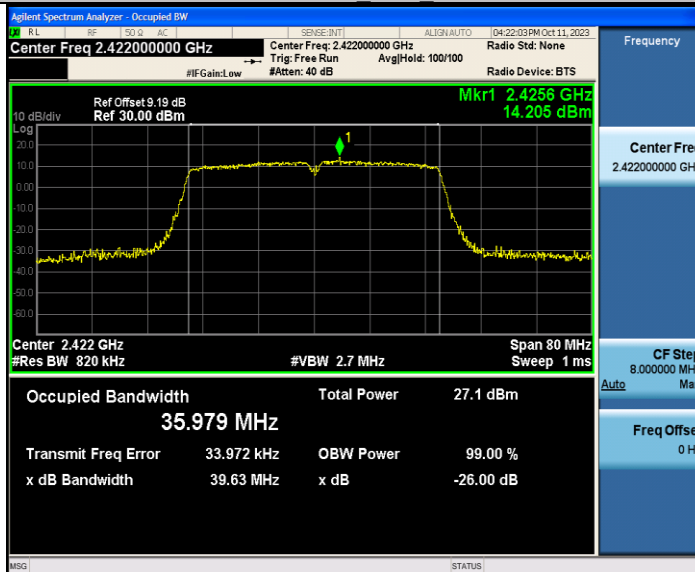 Agilent Spectrum Analyzer - Occupied BW
RL RF 50 Ω AC SENSE:INT ALIGN AUTO 04:22:03 PM Oct 11, 2023
Center Freq 2.422000000 GHz
Center Freq: 2.422000000 GHz
Radio Std: None
Trig: Free Run Avg|Hold: 100/100
#IFGain:Low #Atten: 40 dB Radio Device: BTS
Ref Offset 9.19 dB
10 dB/div Ref 30.00 dBm
Mkr1 2.4256 GHz
14.205 dBm
Log
20.0
1
10.0
0.00
-10.0
-20.0
-30.0
-40.0
-50.0
-60.0
Center 2.422 GHz Span 80 MHz
#Res BW 820 kHz #VBW 2.7 MHz Sweep 1 ms
Occupied Bandwidth Total Power 27.1 dBm
35.979 MHz
Transmit Freq Error 33.972 kHz OBW Power 99.00 %
x dB Bandwidth 39.63 MHz x dB -26.00 dB
MSG STATUS
Frequency
Center Fre
2.422000000 GH
CF Step
8.000000 MH
Auto Ma
Freq Offse
0 H